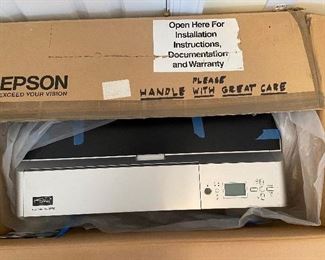 Open Here For
Installation
Instructions,
Documentation
and Warranty
EPSON
EXCEED YOUR VISION
PLEASE
HANDLE WITH GREAT CARE